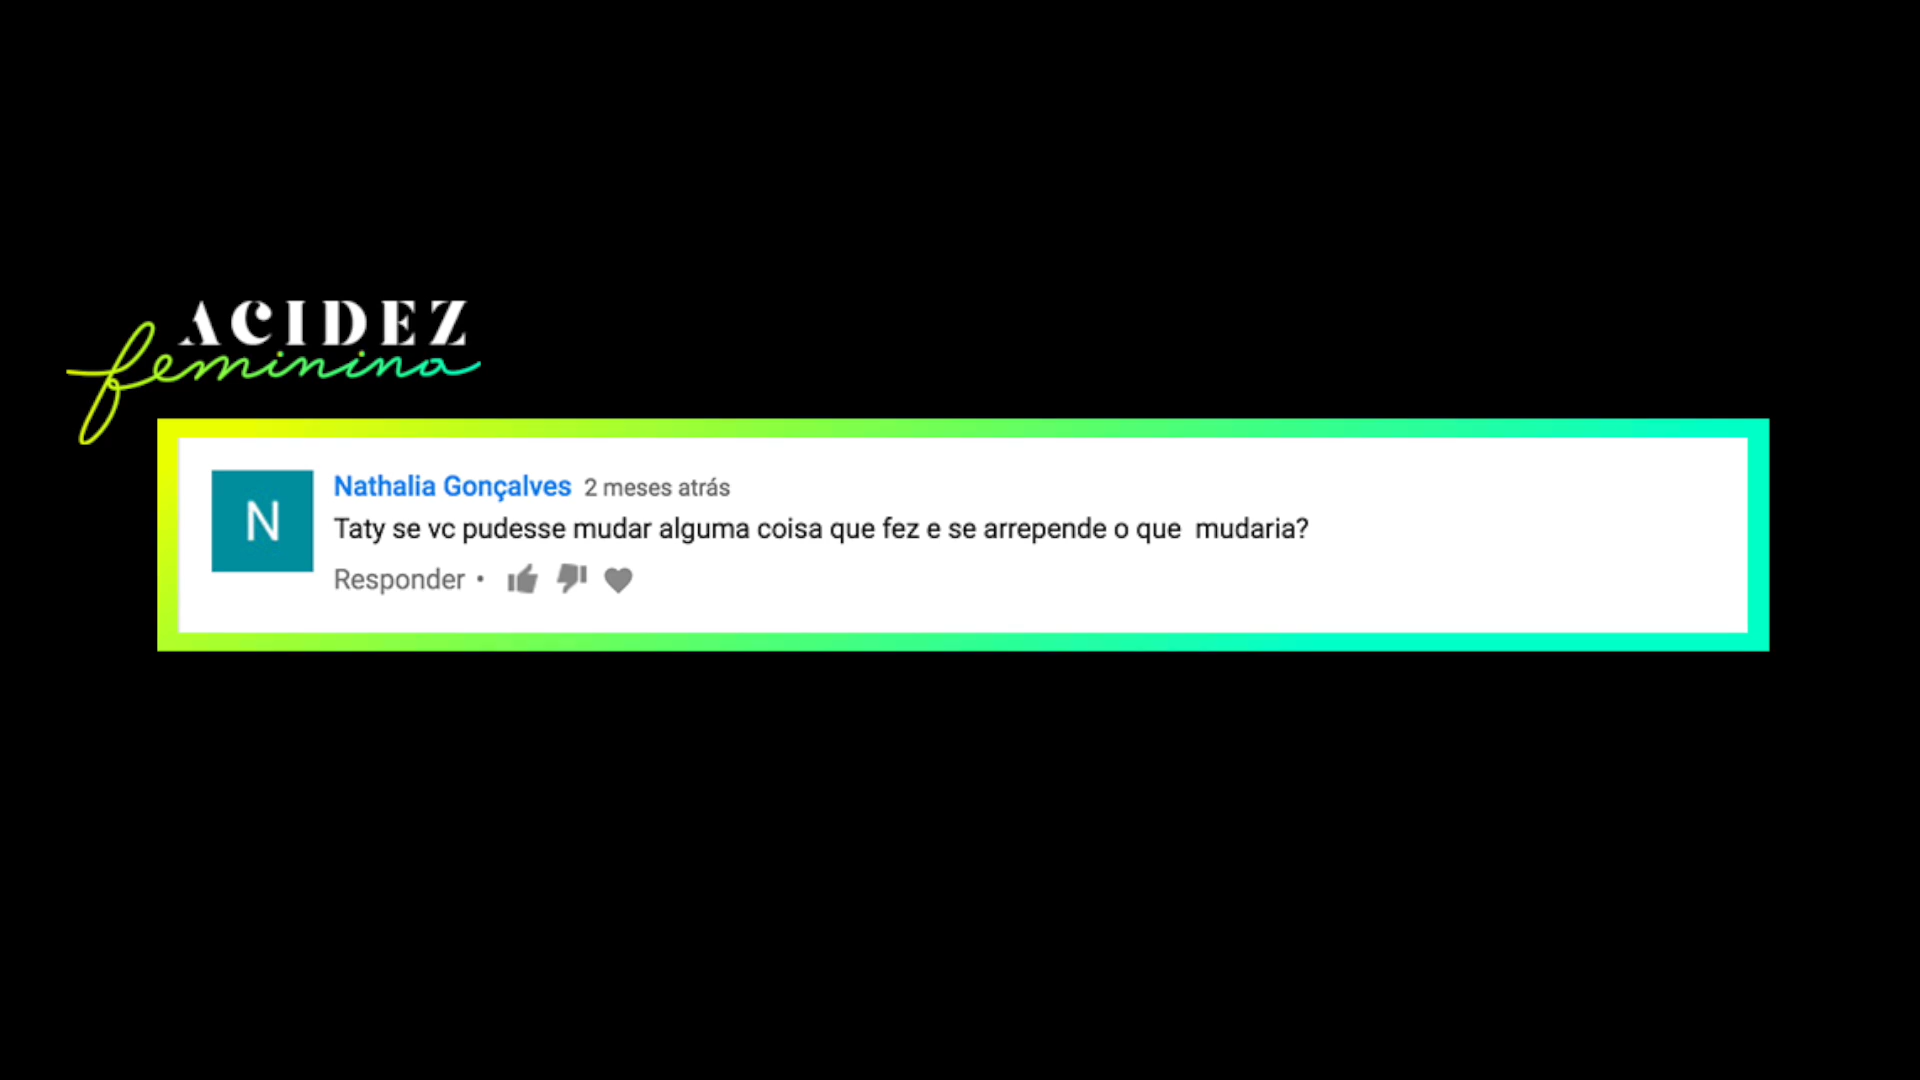 ACIDEZ
feminina
N
Nathalia Gonçalves 2 meses atrás
Taty se vc pudesse mudar alguma coisa que fez e se arrepende o que  mudaria?
Responder •